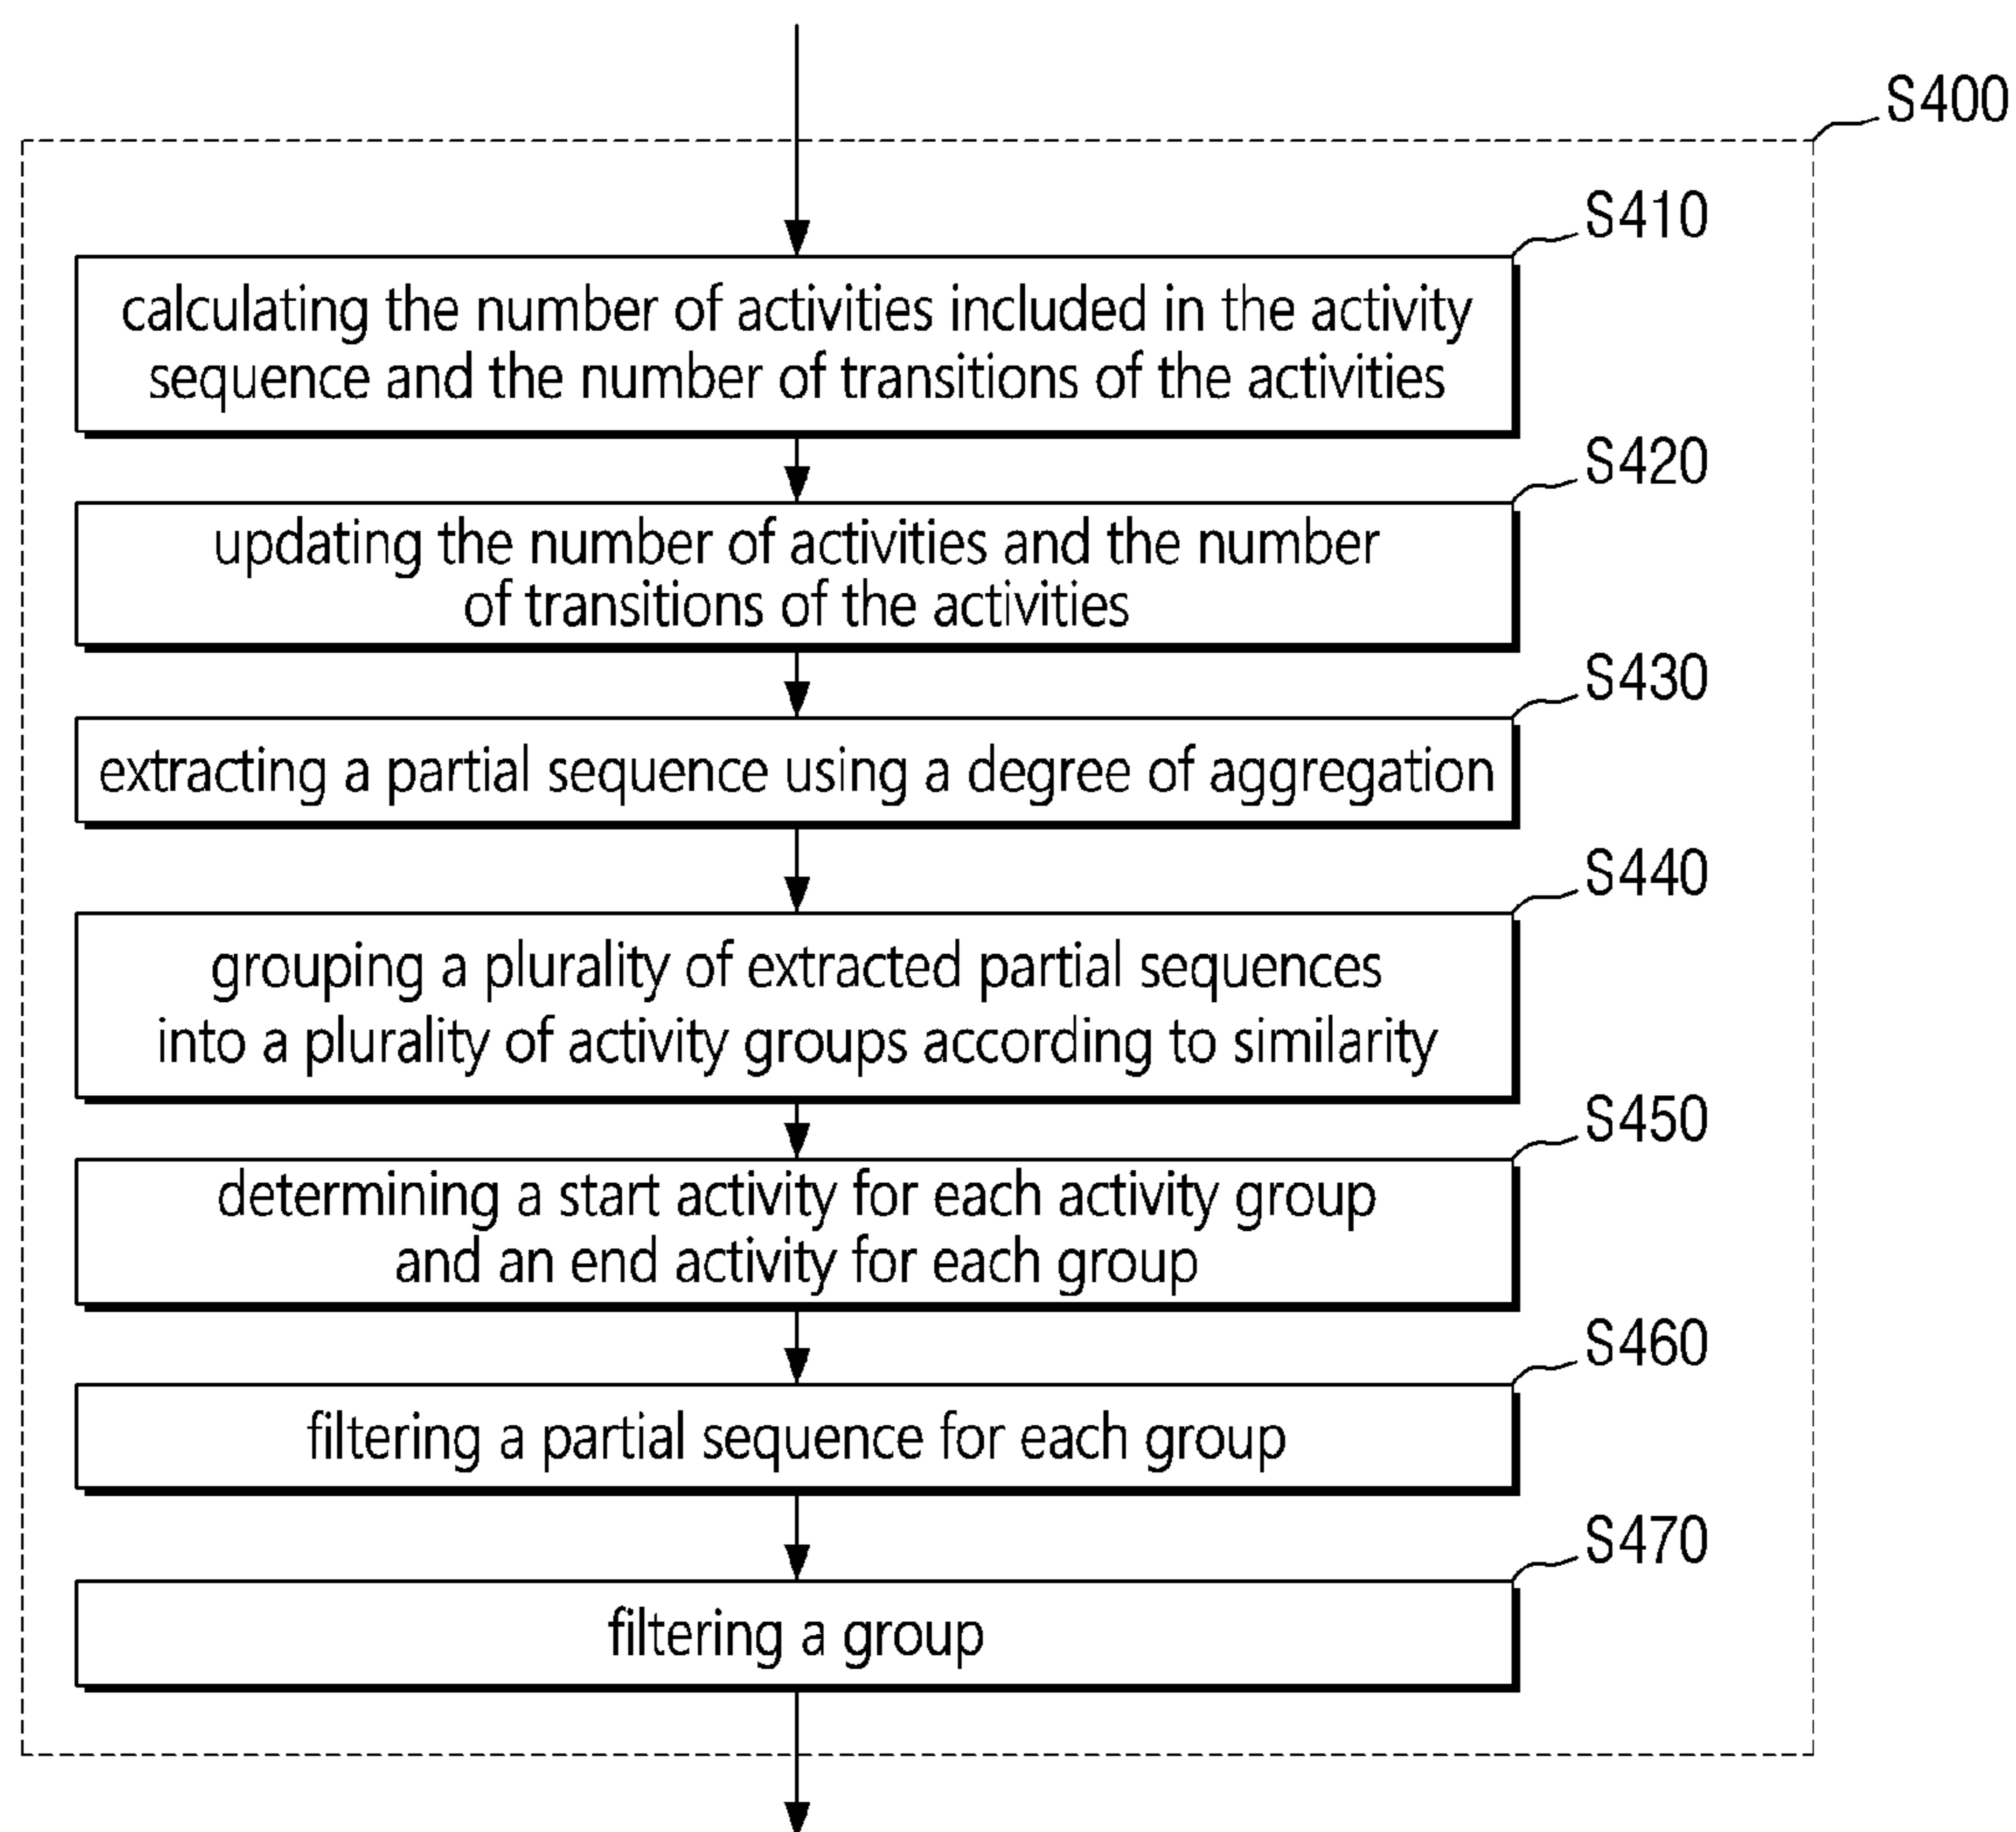 S400
S410
calculating the number of activities included in the activity
sequence and the number of transitions of the activities
S420
updating the number of activities and the number
of transitions of the activities
S430
extracting a partial sequence using a degree of aggregation
S440
grouping a plurality of extracted partial sequences
into a plurality of activity groups according to similarity
S450
determining a start activity for each activity group
and an end activity for each group
S460
filtering a partial sequence for each group
S470
filtering a group